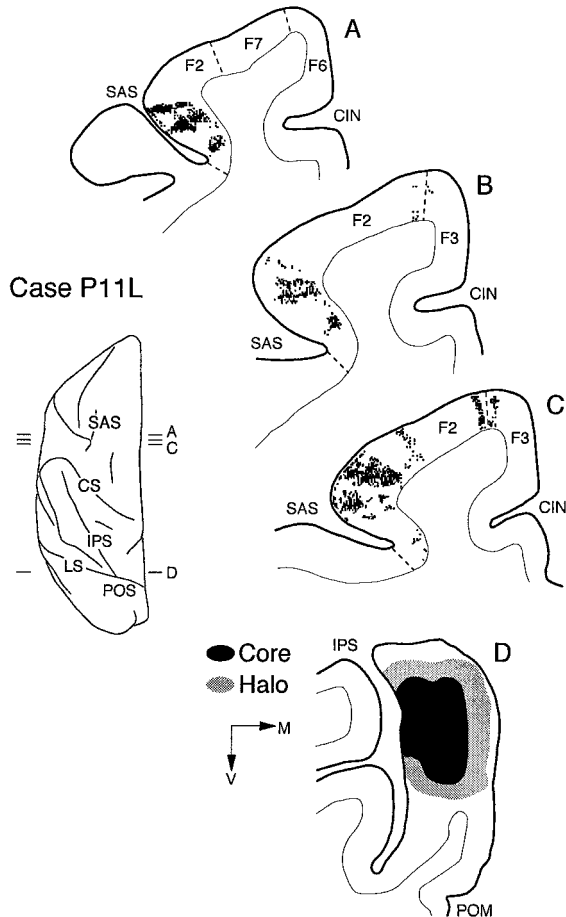 A
F7
F2
F6
SAS
CIN
B
F2
F3
CIN
SAS
Case P11L
SAS
A
C
CS
IPS
LS
D
POS
C
F2
F3
SAS
CIN
IPS
D
Core
Halo
M
V
POM